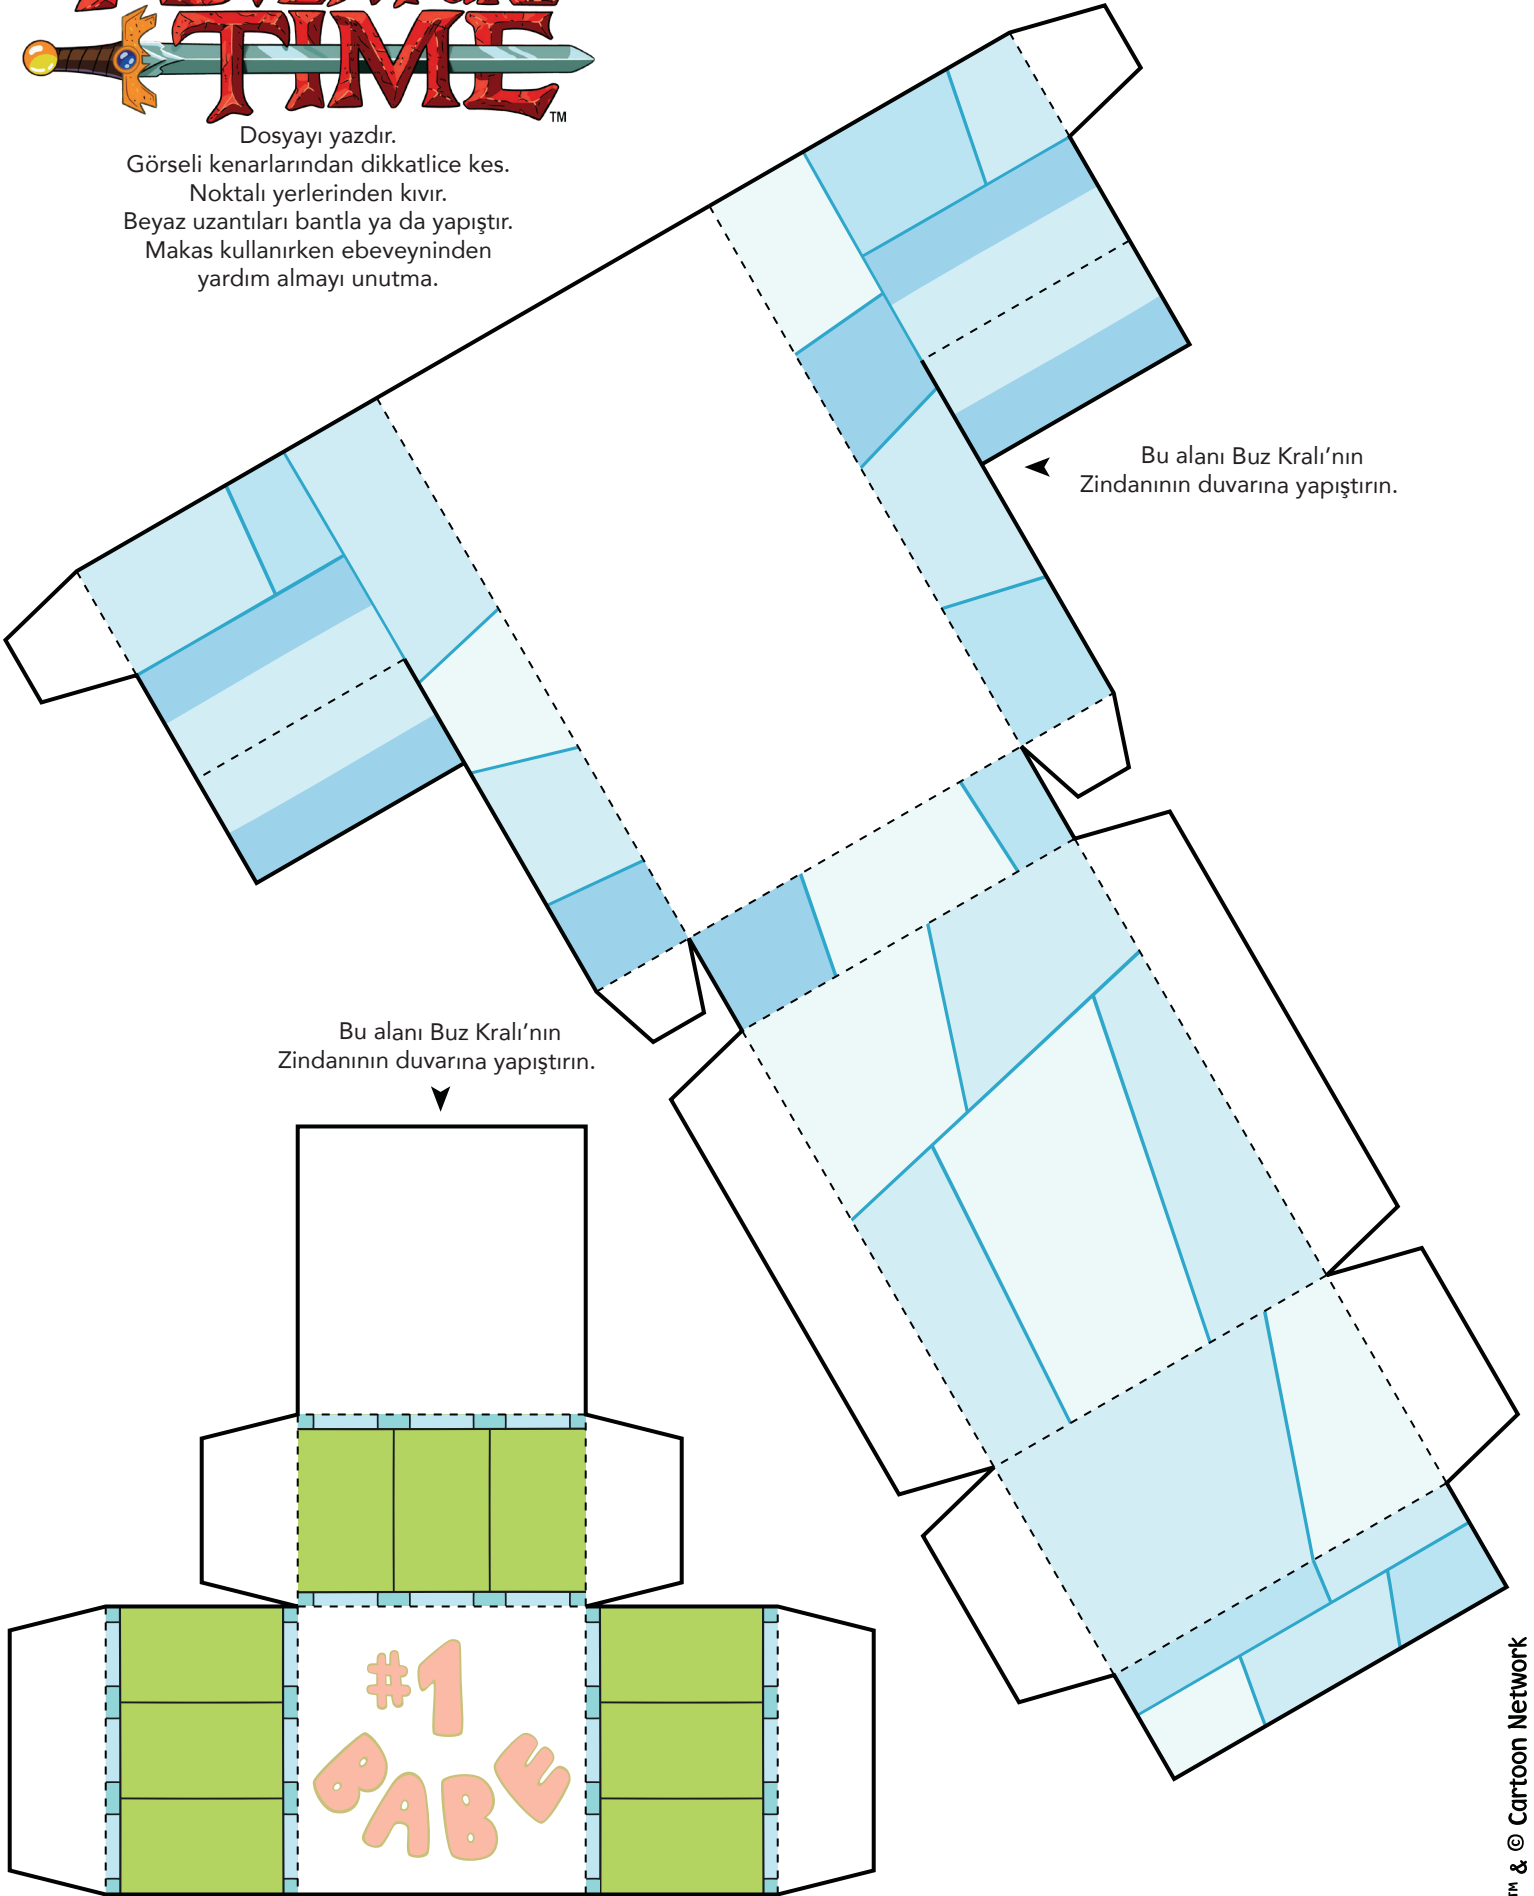 ADVENTURE
TIME™
Dosyayı yazdır.
Görseli kenarlarından dikkatlice kes.
Noktalı yerlerinden kıvır.
Beyaz uzantıları bantla ya da yapıştır.
Makas kullanırken ebeveyninden
yardım almayı unutma.
Bu alanı Buz Kralı’nın
Zindanının duvarına yapıştırın.
Bu alanı Buz Kralı’nın
Zindanının duvarına yapıştırın.
#1
BABE
™ & © Cartoon Network